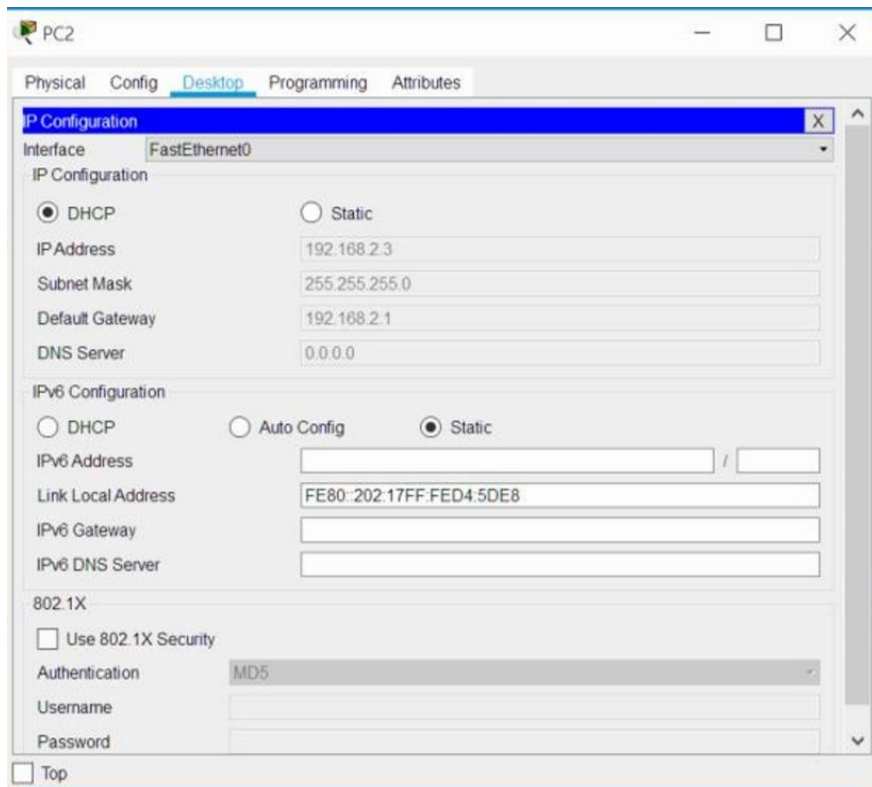 PC2
Physical Config Desktop Programming Attributes
IP Configuration X
Interface FastEthernet0
IP Configuration
DHCP Static
IP Address 192.168.2.3
Subnet Mask 255.255.255.0
Default Gateway 192.168.2.1
DNS Server 0.0.0.0
IPv6 Configuration
DHCP Auto Config Static
IPv6 Address /
Link Local Address FE80::202:17FF:FED4:5DE8
IPv6 Gateway
IPv6 DNS Server
802.1X
Use 802.1X Security
Authentication MD5
Username
Password
Top